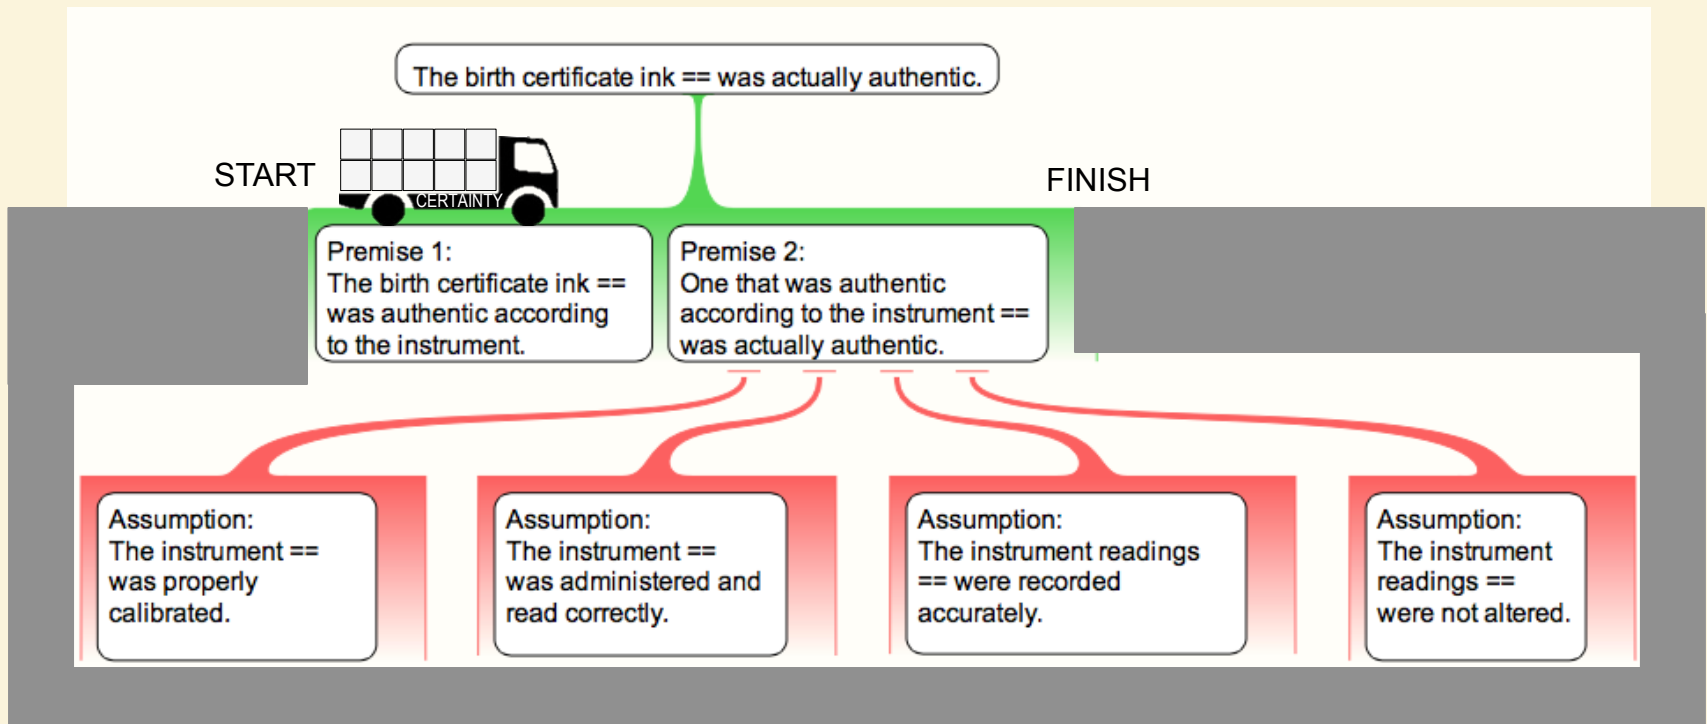 The birth certificate ink == was actually authentic.
START
CERTAINTY
FINISH
Premise 1:
The birth certificate ink ==
was authentic according
to the instrument.
Premise 2:
One that was authentic
according to the instrument ==
was actually authentic.
Assumption:
The instrument ==
was properly
calibrated.
Assumption:
The instrument ==
was administered and
read correctly.
Assumption:
The instrument readings
== were recorded
accurately.
Assumption:
The instrument
readings ==
were not altered.